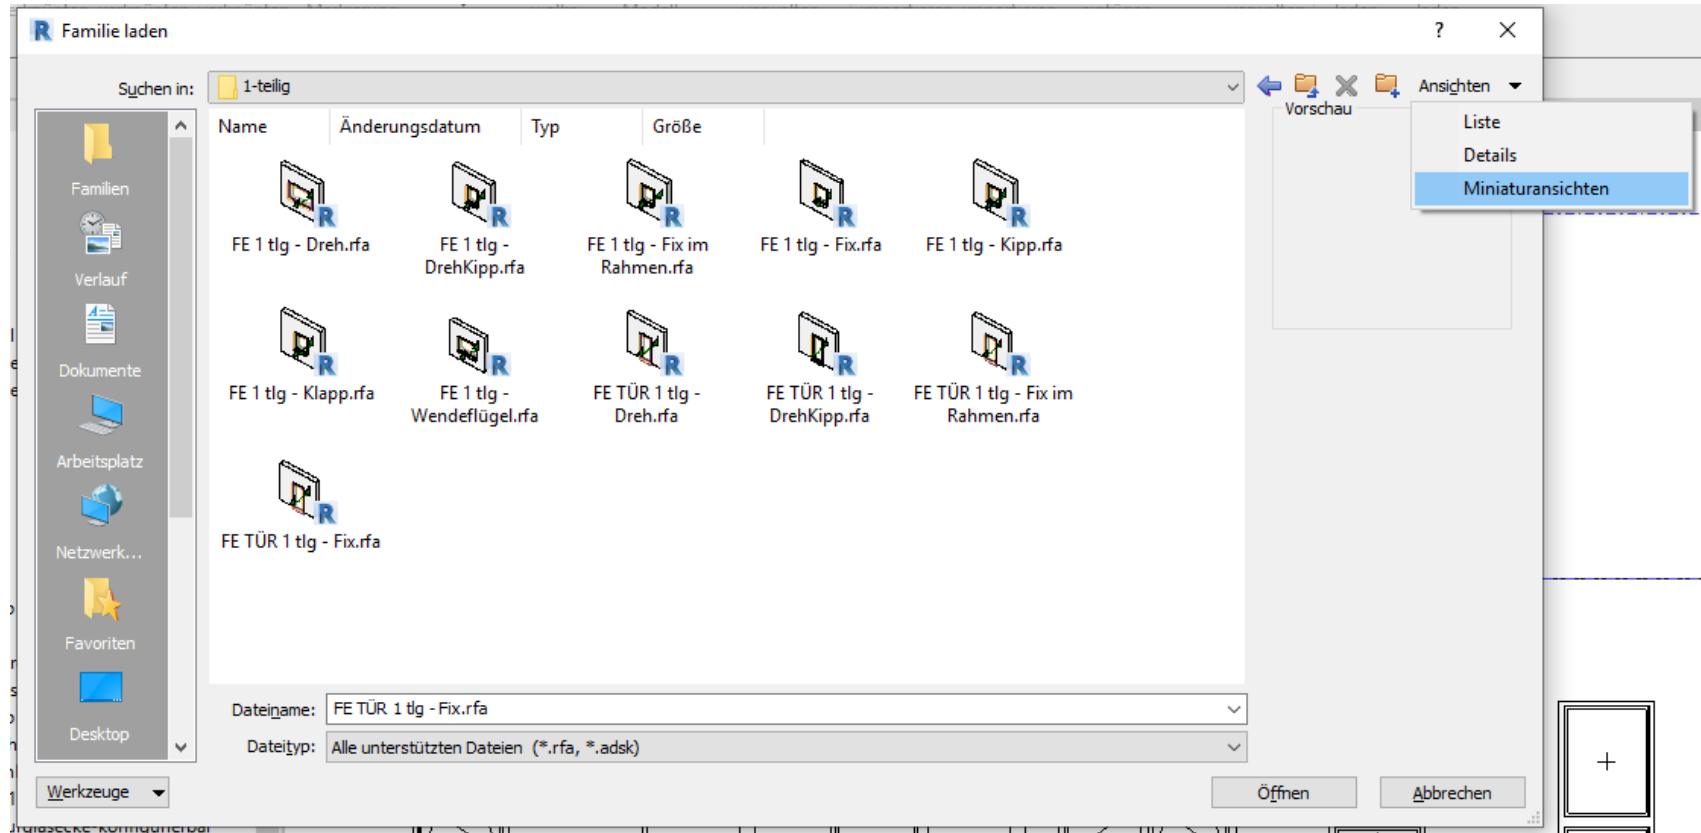 Familie laden
?
Suchen in:
1-teilig
Ansichten
Vorschau
Liste
Details
Miniaturansichten
Name
Änderungsdatum
Typ
Größe
Familien
Verlauf
Dokumente
Arbeitsplatz
Netzwerk...
Favoriten
Desktop
FE 1 tlg - Dreh.rfa
FE 1 tlg -
DrehKipp.rfa
FE 1 tlg - Fix im
Rahmen.rfa
FE 1 tlg - Fix.rfa
FE 1 tlg - Kipp.rfa
FE 1 tlg - Klapp.rfa
FE 1 tlg -
Wendeflügel.rfa
FE TÜR 1 tlg -
Dreh.rfa
FE TÜR 1 tlg -
DrehKipp.rfa
FE TÜR 1 tlg - Fix im
Rahmen.rfa
FE TÜR 1 tlg - Fix.rfa
Dateiname:
FE TÜR 1 tlg - Fix.rfa
Dateityp:
Alle unterstützten Dateien (*.rfa, *.adsk)
Werkzeuge
Öffnen
Abbrechen